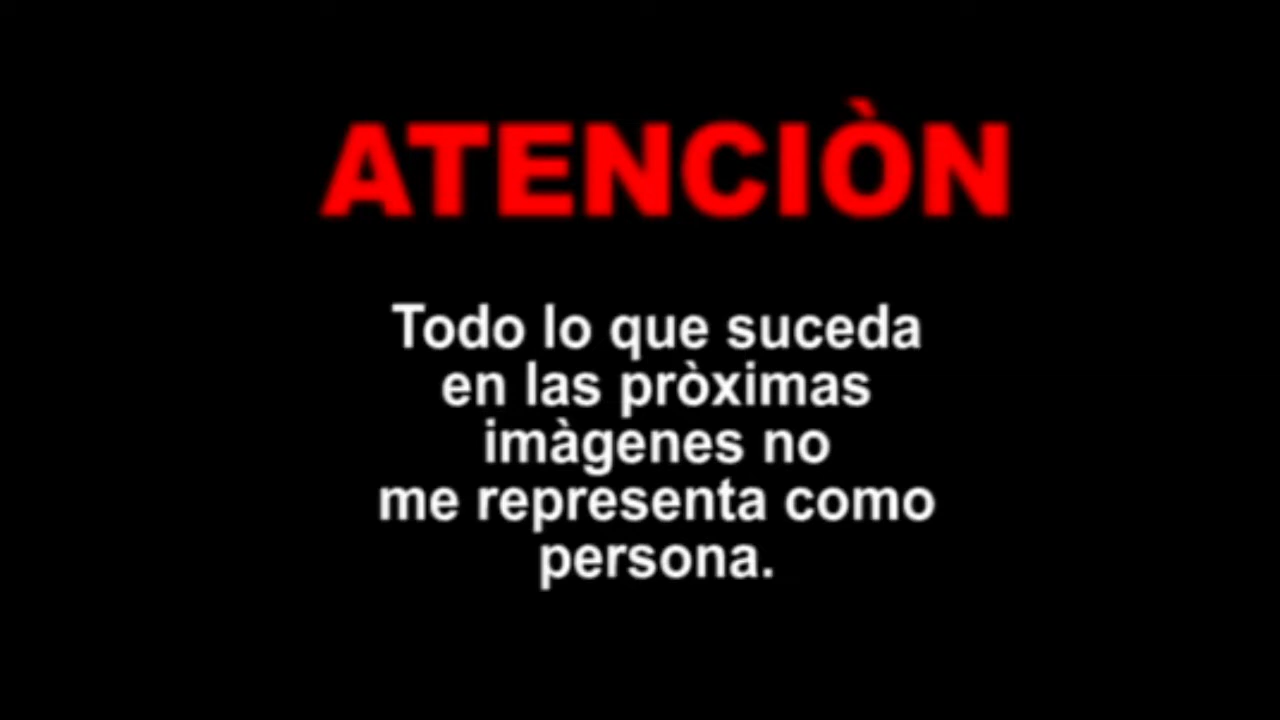 ATENCIÒN
Todo lo que suceda
en las pròximas
imàgenes no
me representa como
persona.